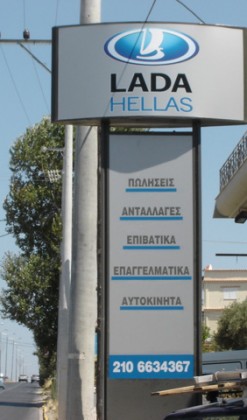 LADA
HELLAS
ΠΩΛΗΣΕΙΣ
ΑΝΤΑΛΛΑΓΕΣ
ΕΠΙΒΑΤΙΚΑ
ΕΠΑΓΓΕΛΜΑΤΙΚΑ
ΑΥΤΟΚΙΝΗΤΑ
210 6634367